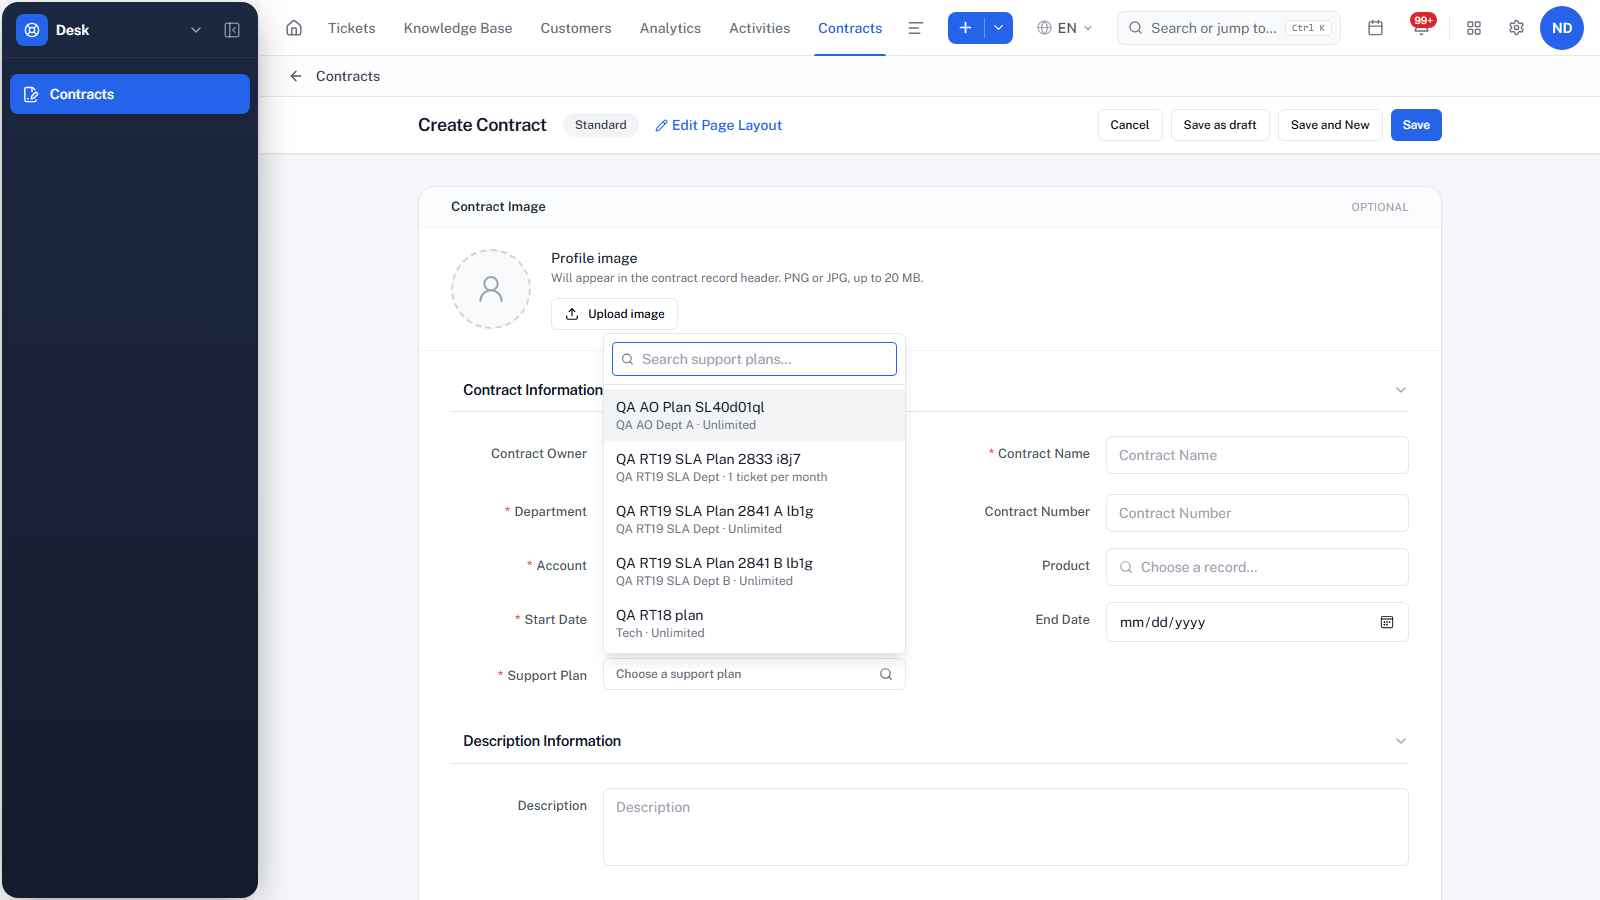 Desk
Tickets
Knowledge Base
Customers
Analytics
Activities
Contracts
EN
Search or jump to...
Ctrl K
99+
ND
Contracts
Contracts
Create Contract
Standard
Edit Page Layout
Cancel
Save as draft
Save and New
Save
Contract Image
OPTIONAL
Profile image
Will appear in the contract record header. PNG or JPG, up to 20 MB.
Upload image
Search support plans...
Contract Information
QA AO Plan SL40d01ql
QA AO Dept A · Unlimited
QA RT19 SLA Plan 2833 i8j7
QA RT19 SLA Dept · 1 ticket per month
QA RT19 SLA Plan 2841 A lb1g
QA RT19 SLA Dept · Unlimited
QA RT19 SLA Plan 2841 B lb1g
QA RT19 SLA Dept B · Unlimited
QA RT18 plan
Tech · Unlimited
Contract Owner
* Contract Name
Contract Name
* Department
Contract Number
Contract Number
* Account
Product
Choose a record...
* Start Date
End Date
mm/dd/yyyy
* Support Plan
Choose a support plan
Description Information
Description
Description